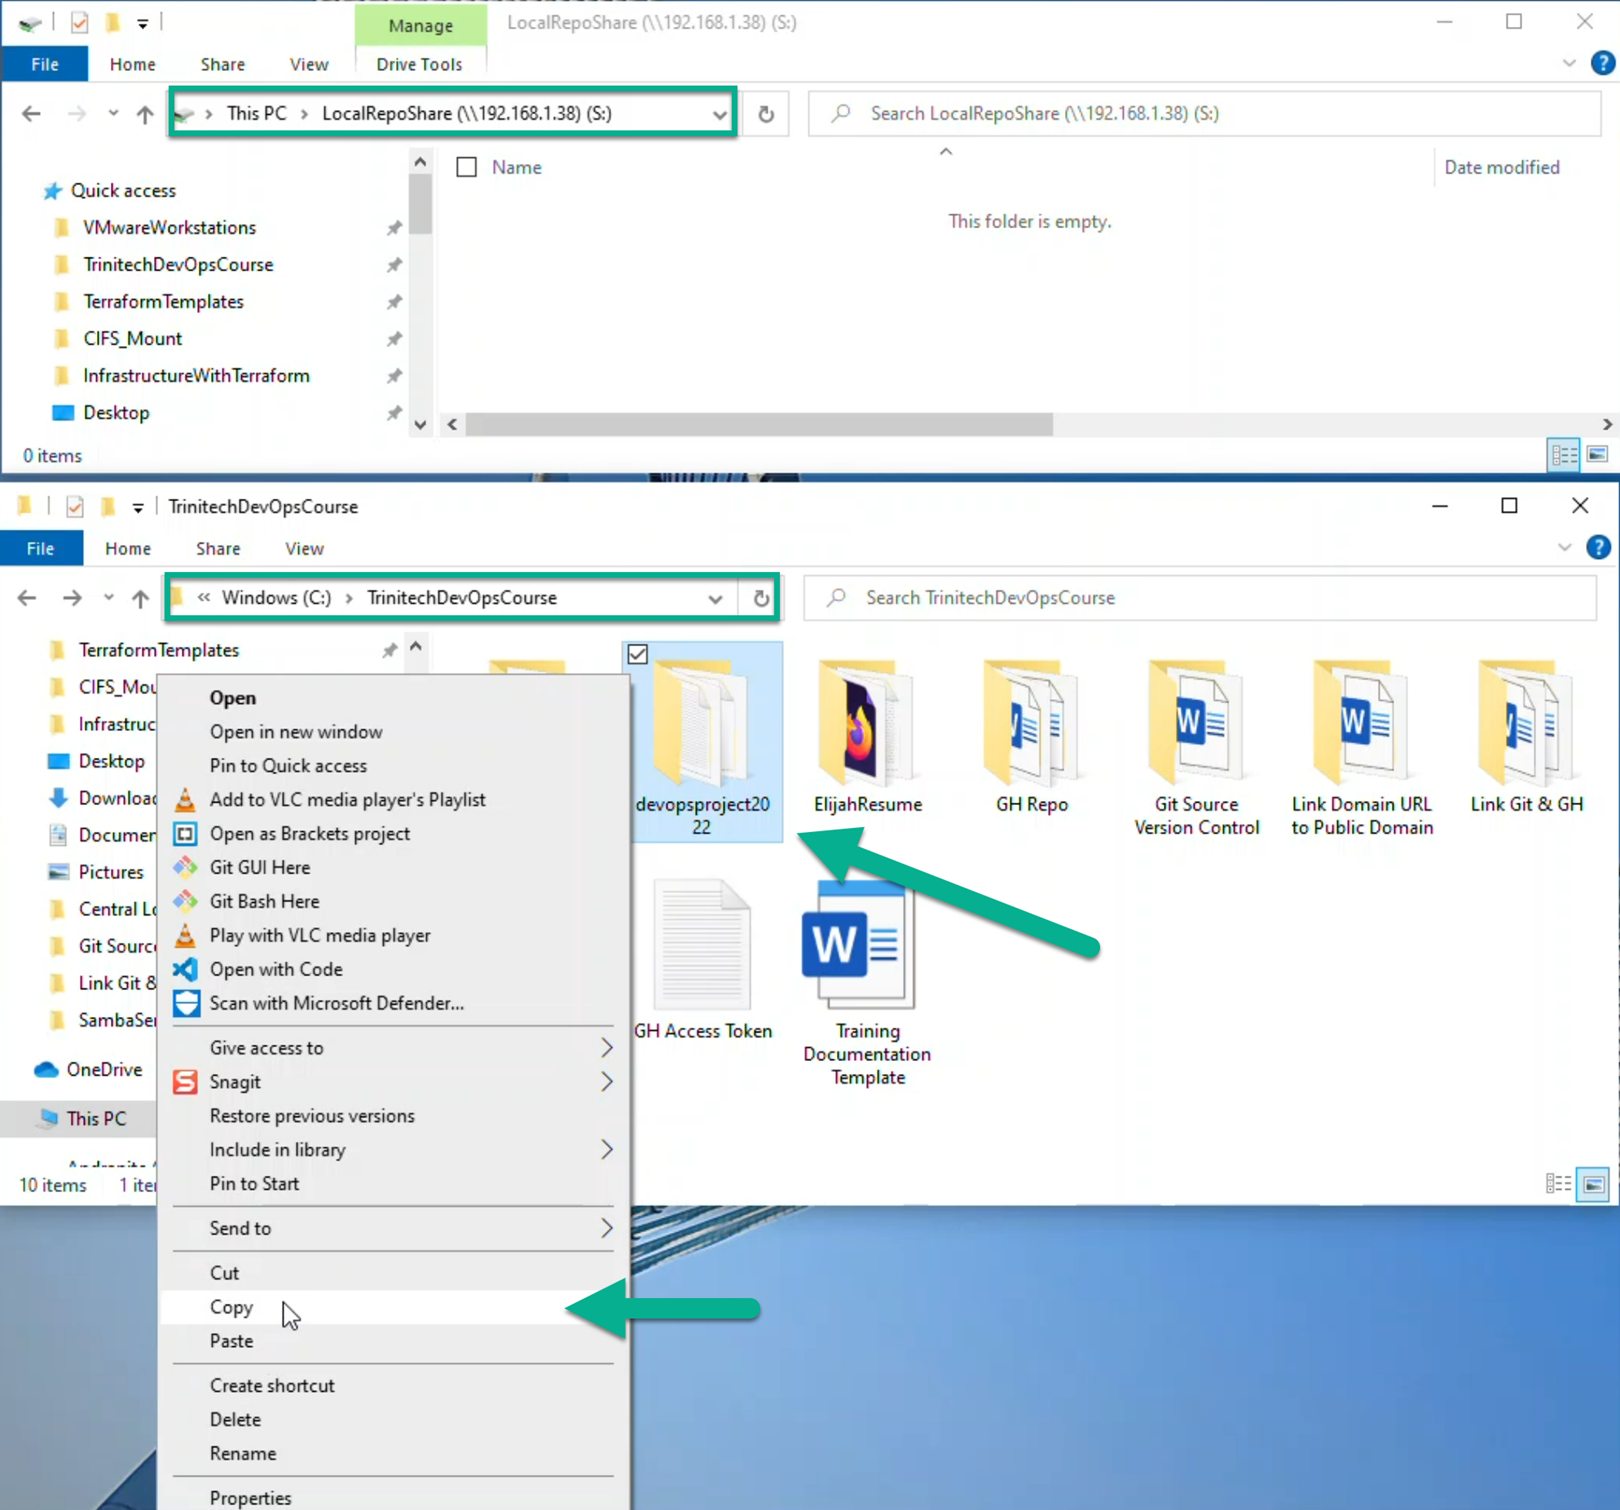 Manage
LocalRepoShare (\\192.168.1.38) (S:)
File
Home
Share
View
Drive Tools
This PC
LocalRepoShare (\\192.168.1.38) (S:)
Search LocalRepoShare (\\192.168.1.38) (S:)
Name
Date modified
Quick access
This folder is empty.
VMwareWorkstations
TrinitechDevOpsCourse
TerraformTemplates
CIFS_Mount
InfrastructureWithTerraform
Desktop
0 items
TrinitechDevOpsCourse
File
Home
Share
View
« Windows (C:)
TrinitechDevOpsCourse
Search TrinitechDevOpsCourse
TerraformTemplates
CIFS_Mou
Infrastruc
Desktop
Downloac
Documer
Pictures
Central Lo
Git Sourc
Link Git &
SambaSer
OneDrive
This PC
10 items
1 iter
Open
Open in new window
Pin to Quick access
Add to VLC media player's Playlist
Open as Brackets project
Git GUI Here
Git Bash Here
Play with VLC media player
Open with Code
Scan with Microsoft Defender...
Give access to
Snagit
Restore previous versions
Include in library
Pin to Start
Send to
Cut
Copy
Paste
Create shortcut
Delete
Rename
Properties
devopsproject20
22
ElijahResume
GH Repo
Git Source
Version Control
Link Domain URL
to Public Domain
Link Git & GH
GH Access Token
Training
Documentation
Template